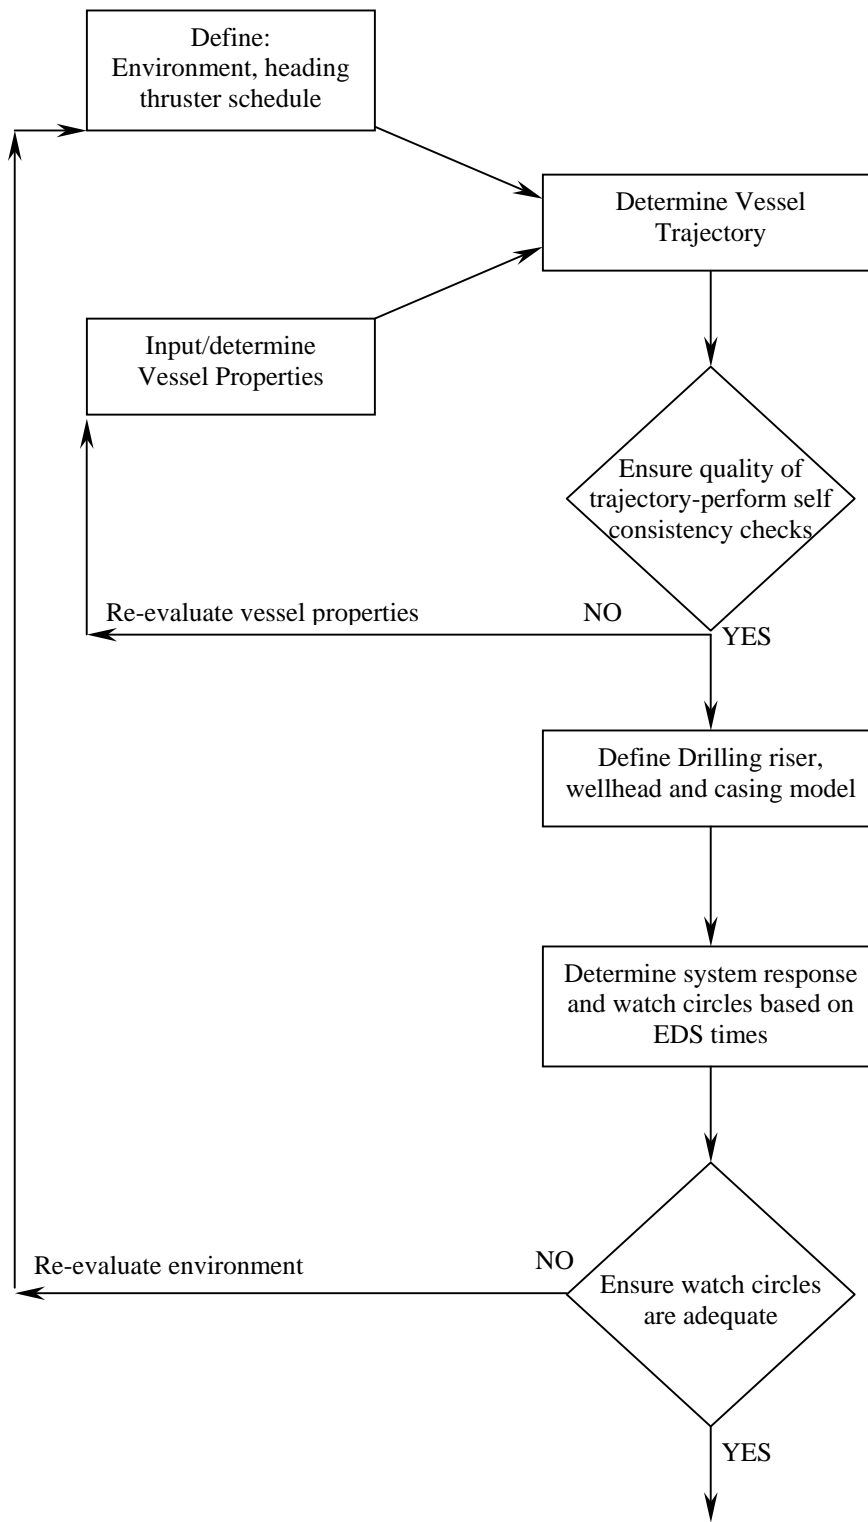 Define:
Environment, heading
thruster schedule
Determine Vessel
Trajectory
Input/determine
Vessel Properties
Ensure quality of
trajectory-perform self
consistency checks
Re-evaluate vessel properties
NO
YES
Define Drilling riser,
wellhead and casing model
Determine system response
and watch circles based on
EDS times
Re-evaluate environment
NO
Ensure watch circles
are adequate
YES